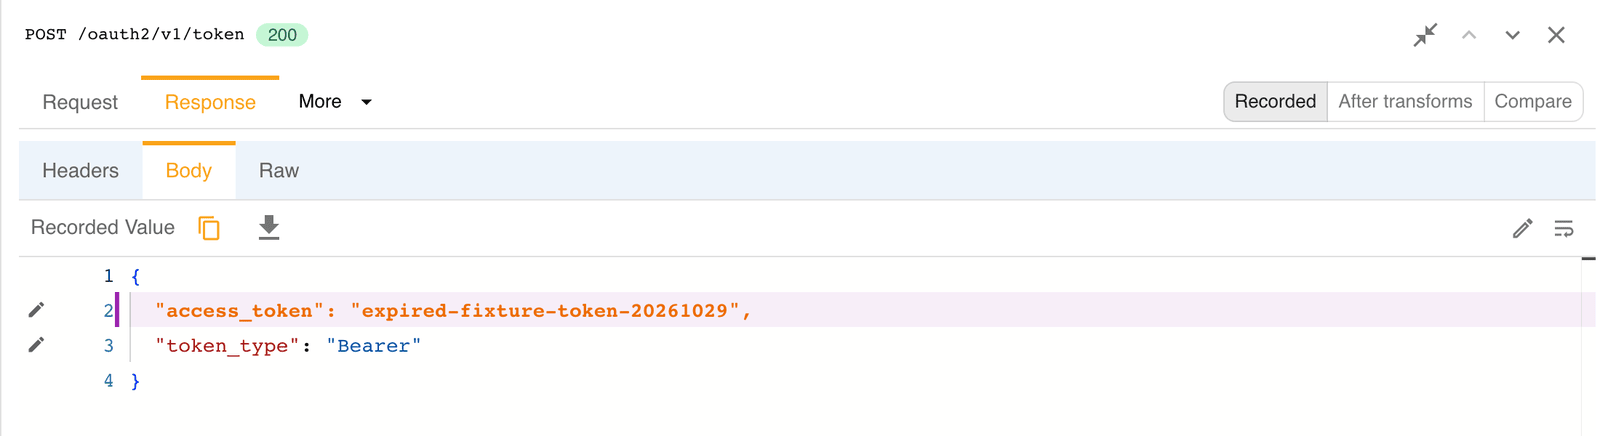 POST /oauth2/v1/token 200
Request Response More Recorded After transforms Compare
Headers Body Raw
Recorded Value
1 {
2 "access_token": "expired-fixture-token-20261029",
3 "token_type": "Bearer"
4 }